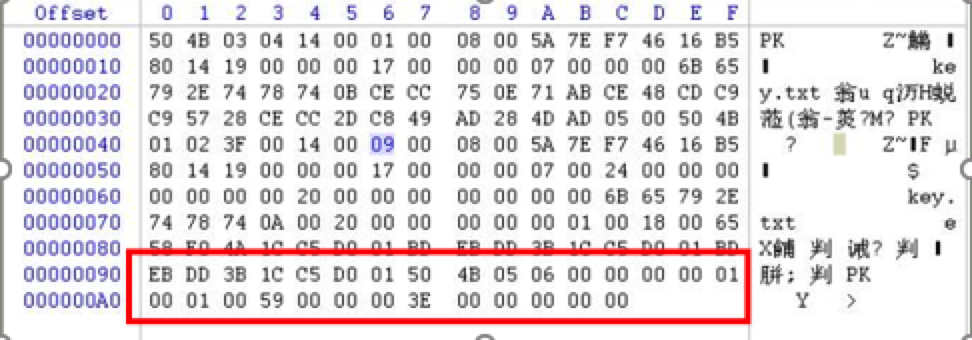 Offset 0 1 2 3 4 5 6 7 8 9 A B C D E F
00000000 50 4B 03 04 14 00 01 00 08 00 5A 7E F7 46 16 B5 PK Z~鱂
00000010 80 14 19 00 00 00 17 00 00 00 07 00 00 00 6B 65 ke
00000020 79 2E 74 78 74 0B CE CC 75 0E 71 AB CE 48 CD C9 y.txt 翁u q H蜕
00000030 C9 57 28 CE CC 2D C8 49 AD 28 4D AD 05 00 50 4B (翁-菼?M? PK
00000040 01 02 3F 00 14 00 09 00 08 00 5A 7E F7 46 16 B5 ? Z~ F µ
00000050 80 14 19 00 00 00 17 00 00 00 07 00 24 00 00 00 $
00000060 00 00 00 00 20 00 00 00 00 00 00 00 6B 65 79 2E key.
00000070 74 78 74 0A 00 20 00 00 00 00 00 01 00 18 00 65 txt e
00000080 58 F0 4A 1C C5 D0 01 BD EB DD 3B 1C C5 D0 01 BD X 判 诫? 判
00000090 EB DD 3B 1C C5 D0 01 50 4B 05 06 00 00 00 00 01 ; 判 PK
000000A0 00 01 00 59 00 00 00 3E 00 00 00 00 00 Y >